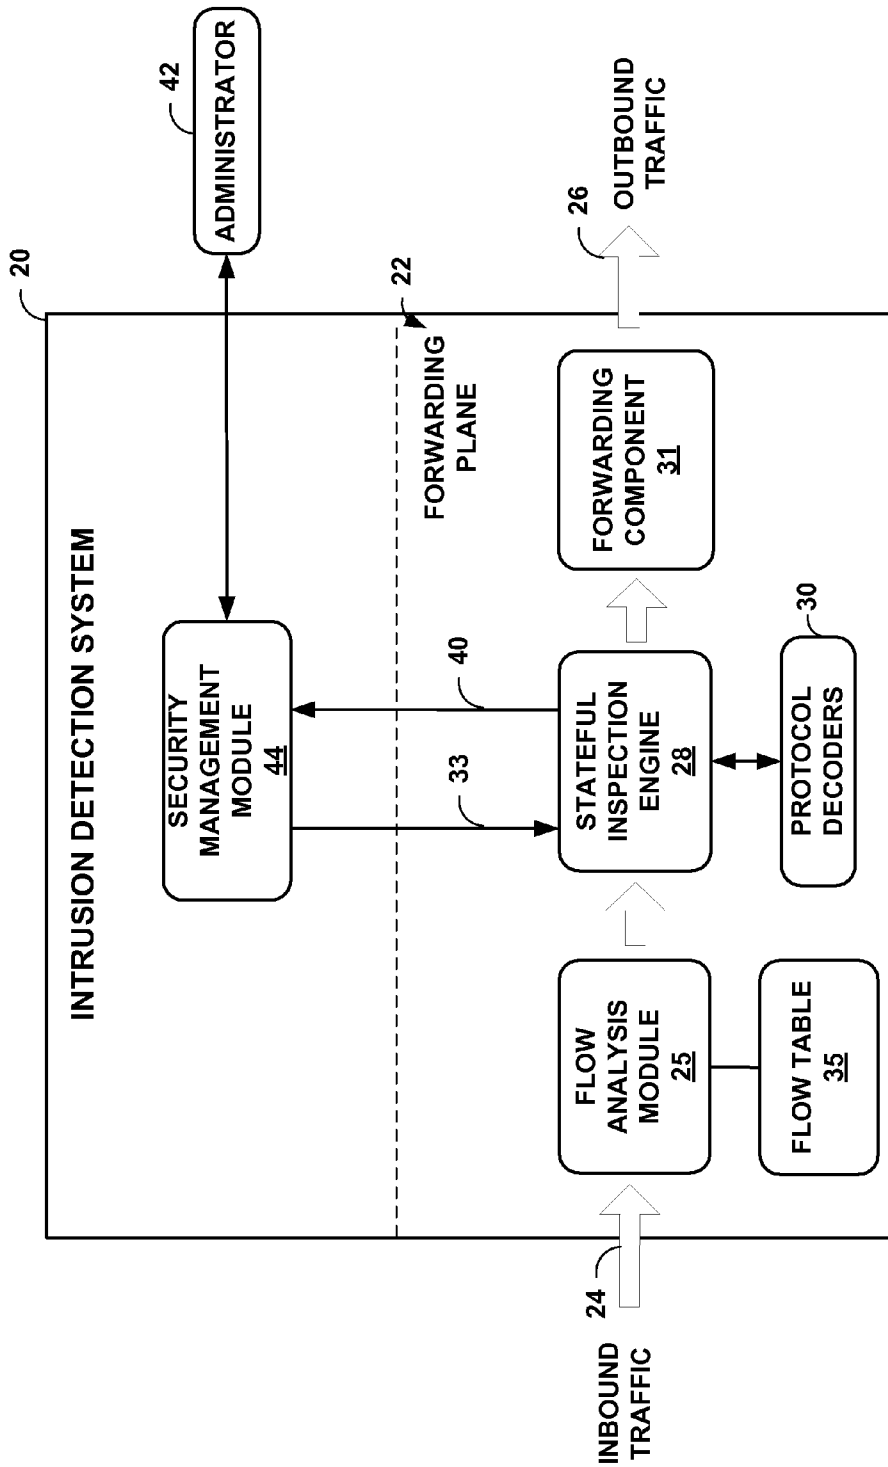 20
INTRUSION DETECTION SYSTEM
42
ADMINISTRATOR
SECURITY
MANAGEMENT
MODULE
44
22
FORWARDING
PLANE
33
40
INBOUND
TRAFFIC
24
FLOW
ANALYSIS
MODULE
25
STATEFUL
INSPECTION
ENGINE
28
FORWARDING
COMPONENT
31
26
OUTBOUND
TRAFFIC
FLOW TABLE
35
PROTOCOL
DECODERS
30